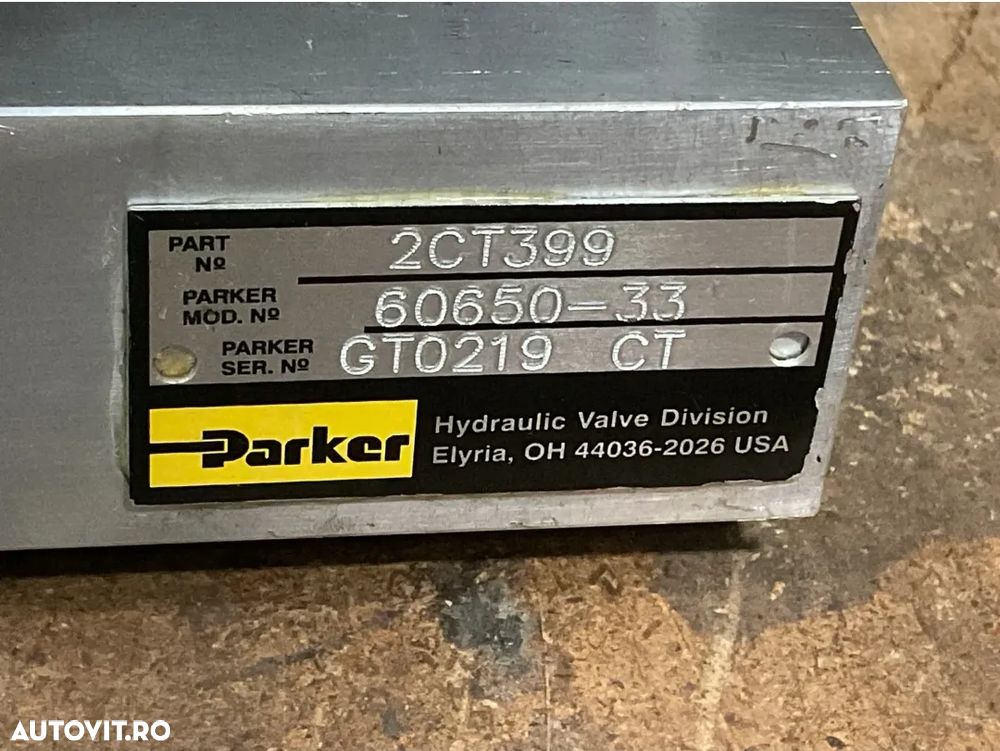 PART
Nº
2CT399
PARKER
MOD. Nº
60650-33
PARKER
SER. Nº
GT0219 CT
Parker
Hydraulic Valve Division
Elyria, OH 44036-2026 USA
AUTOVIT.RO